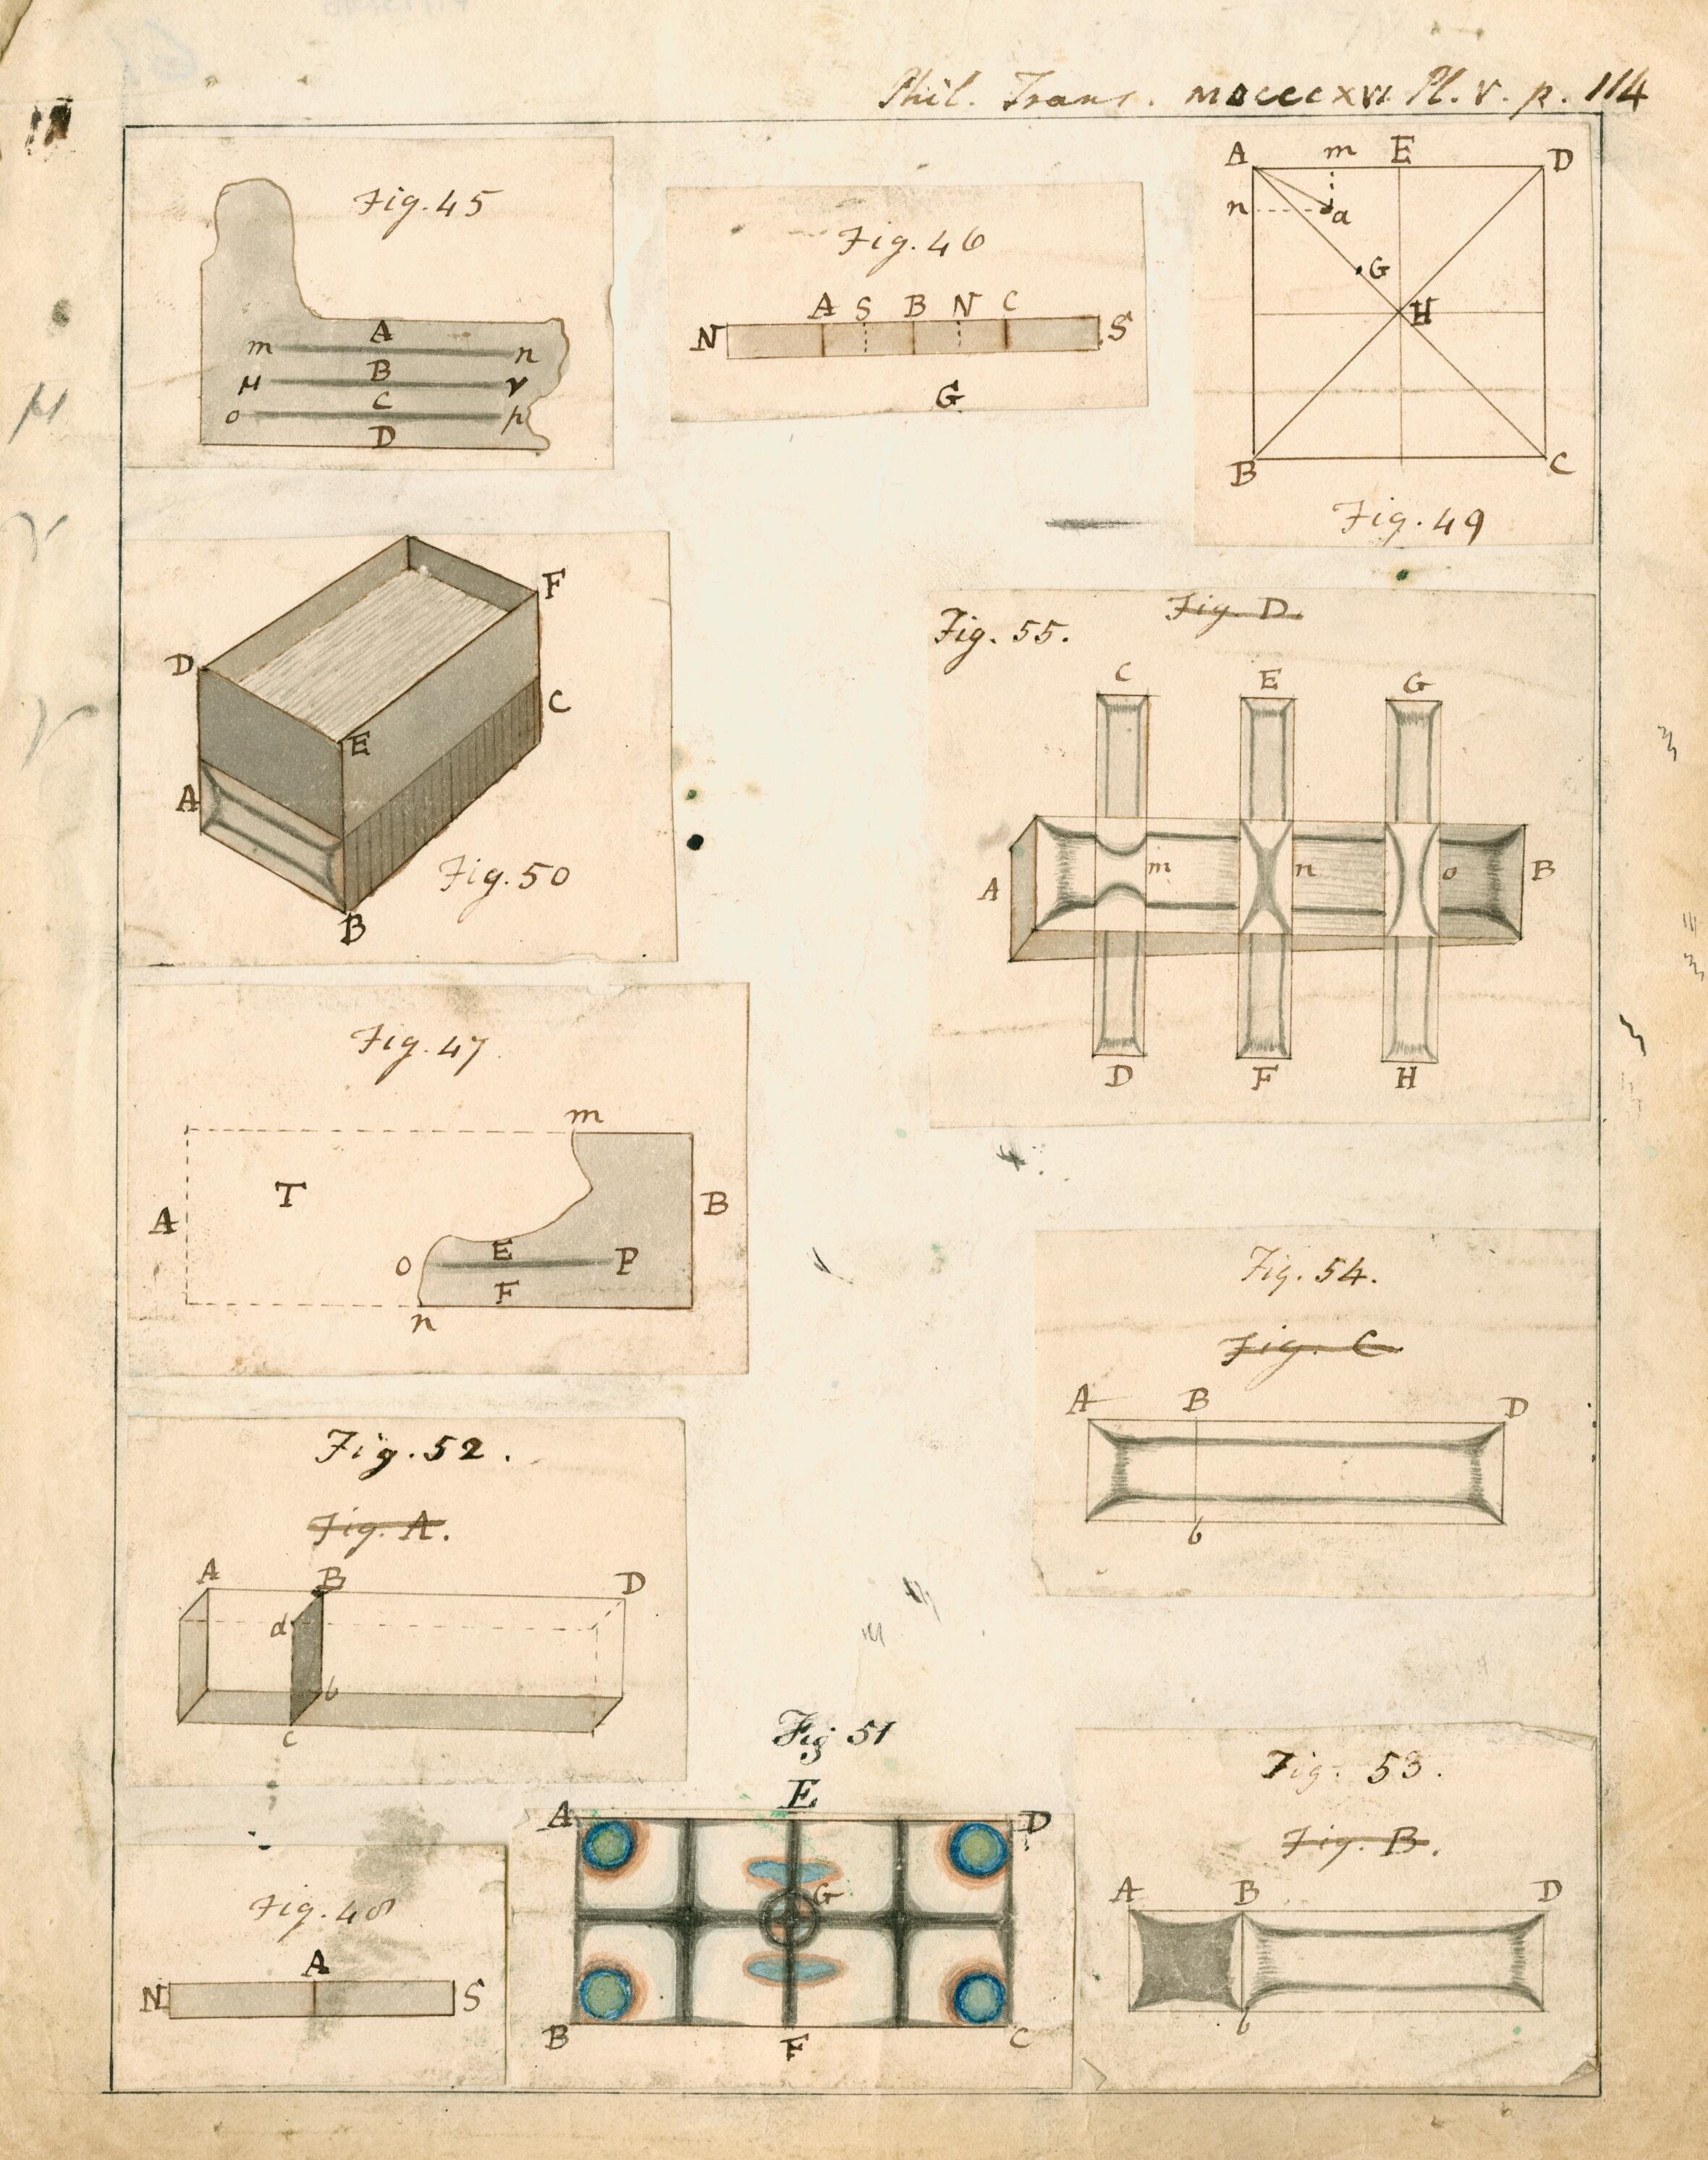 Phil. Trans. MDCCCXVI Pl. V. p. 114
Fig. 45
A
m n
B
μ ν
C
o p
D
Fig. 46
A S B N C
N S
G
A m E D
n a
G
H
B C
Fig. 49
μ
ν
D F
C
E
A
B
Fig. 50
Fig. D.
Fig. 55.
C E G
A m n o B
D F H
Fig. 47
m
T
A B
O E P
F
n
Fig. 54.
Fig. C
A B D
b
Fig. 52.
Fig. A.
A B D
d
b
c
Fig 51
E
A D
G
B F C
Fig. 53.
Fig. B.
A B D
b
Fig. 48
A
N S